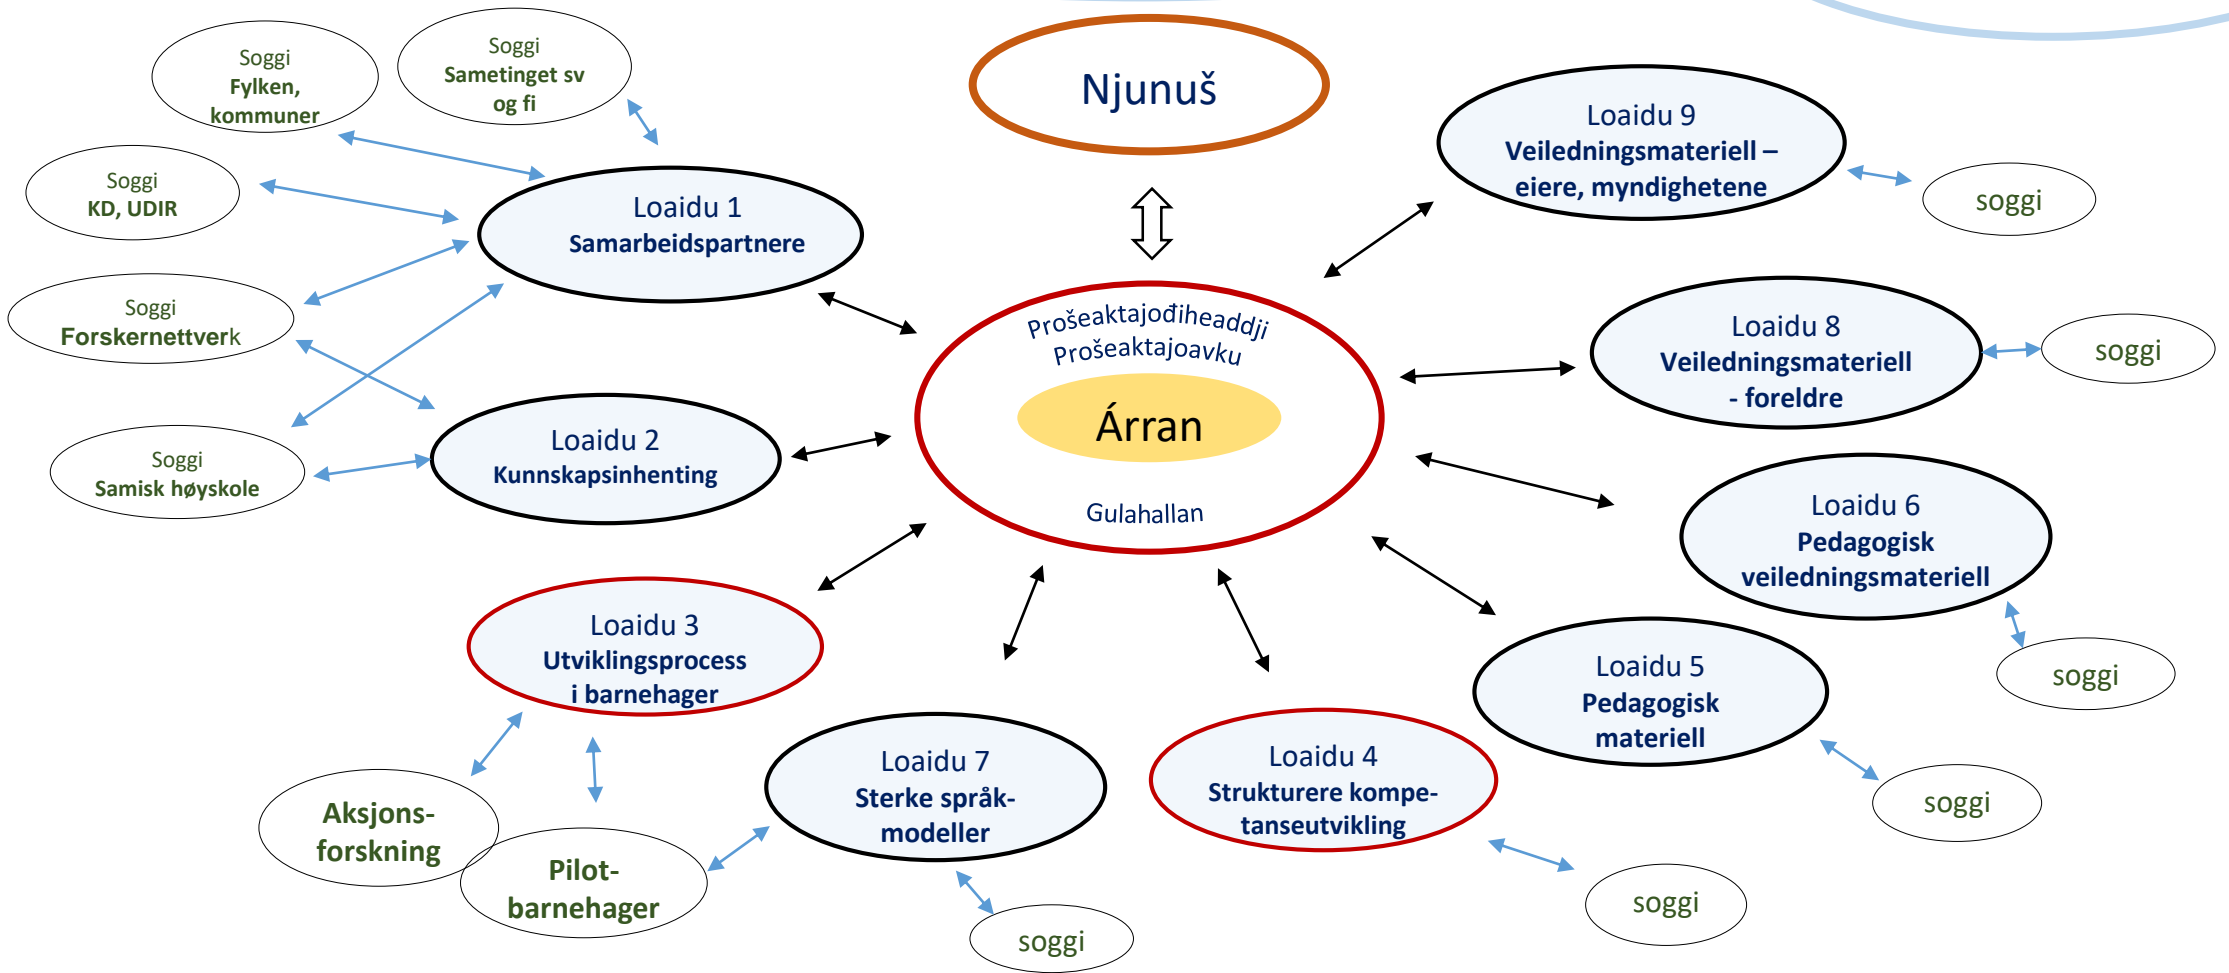 Soggi
Fylken,
kommuner
Soggi
Sametinget sv
og fi
Njunuš
Loaidu 9
Veiledningsmateriell –
eiere, myndighetene
soggi
Soggi
KD, UDIR
Loaidu 1
Samarbeidspartnere
Soggi
Forskernettverk
Prošeaktajođiheaddji
Prošeaktajoavku
Árran
Gulahallan
Loaidu 8
Veiledningsmateriell
- foreldre
soggi
Soggi
Samisk høyskole
Loaidu 2
Kunnskapsinhenting
Loaidu 6
Pedagogisk
veiledningsmateriell
soggi
Loaidu 3
Utviklingsprocess
i barnehager
Loaidu 5
Pedagogisk
materiell
soggi
Aksjons-
forskning
Pilot-
barnehager
Loaidu 7
Sterke språk-
modeller
soggi
Loaidu 4
Strukturere kompe-
tanseutvikling
soggi